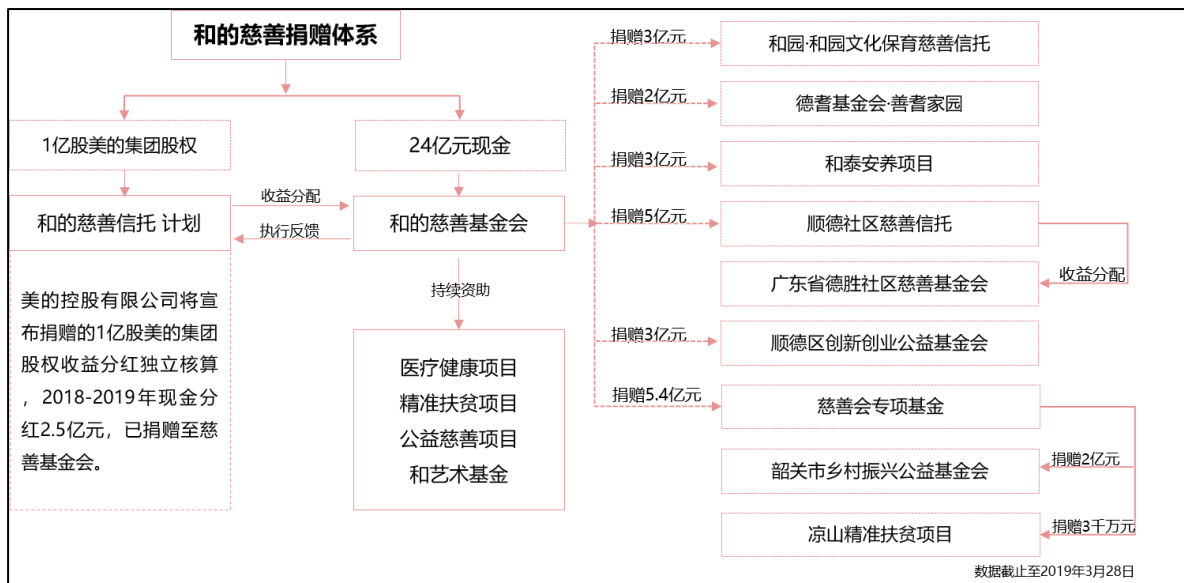 和的慈善捐赠体系
1亿股美的集团股权
24亿元现金
和的慈善信托 计划
收益分配
执行反馈
和的慈善基金会
美的控股有限公司将宣
布捐赠的1亿股美的集团
股权收益分红独立核算
，2018-2019年现金分
红2.5亿元，已捐赠至慈
善基金会。
持续资助
医疗健康项目
精准扶贫项目
公益慈善项目
和艺术基金
捐赠3亿元
和园·和园文化保育慈善信托
捐赠2亿元
德耆基金会·善耆家园
捐赠3亿元
和泰安养项目
捐赠5亿元
顺德社区慈善信托
广东省德胜社区慈善基金会
收益分配
捐赠3亿元
顺德区创新创业公益基金会
捐赠5.4亿元
慈善会专项基金
韶关市乡村振兴公益基金会
捐赠2亿元
凉山精准扶贫项目
捐赠3千万元
数据截止至2019年3月28日